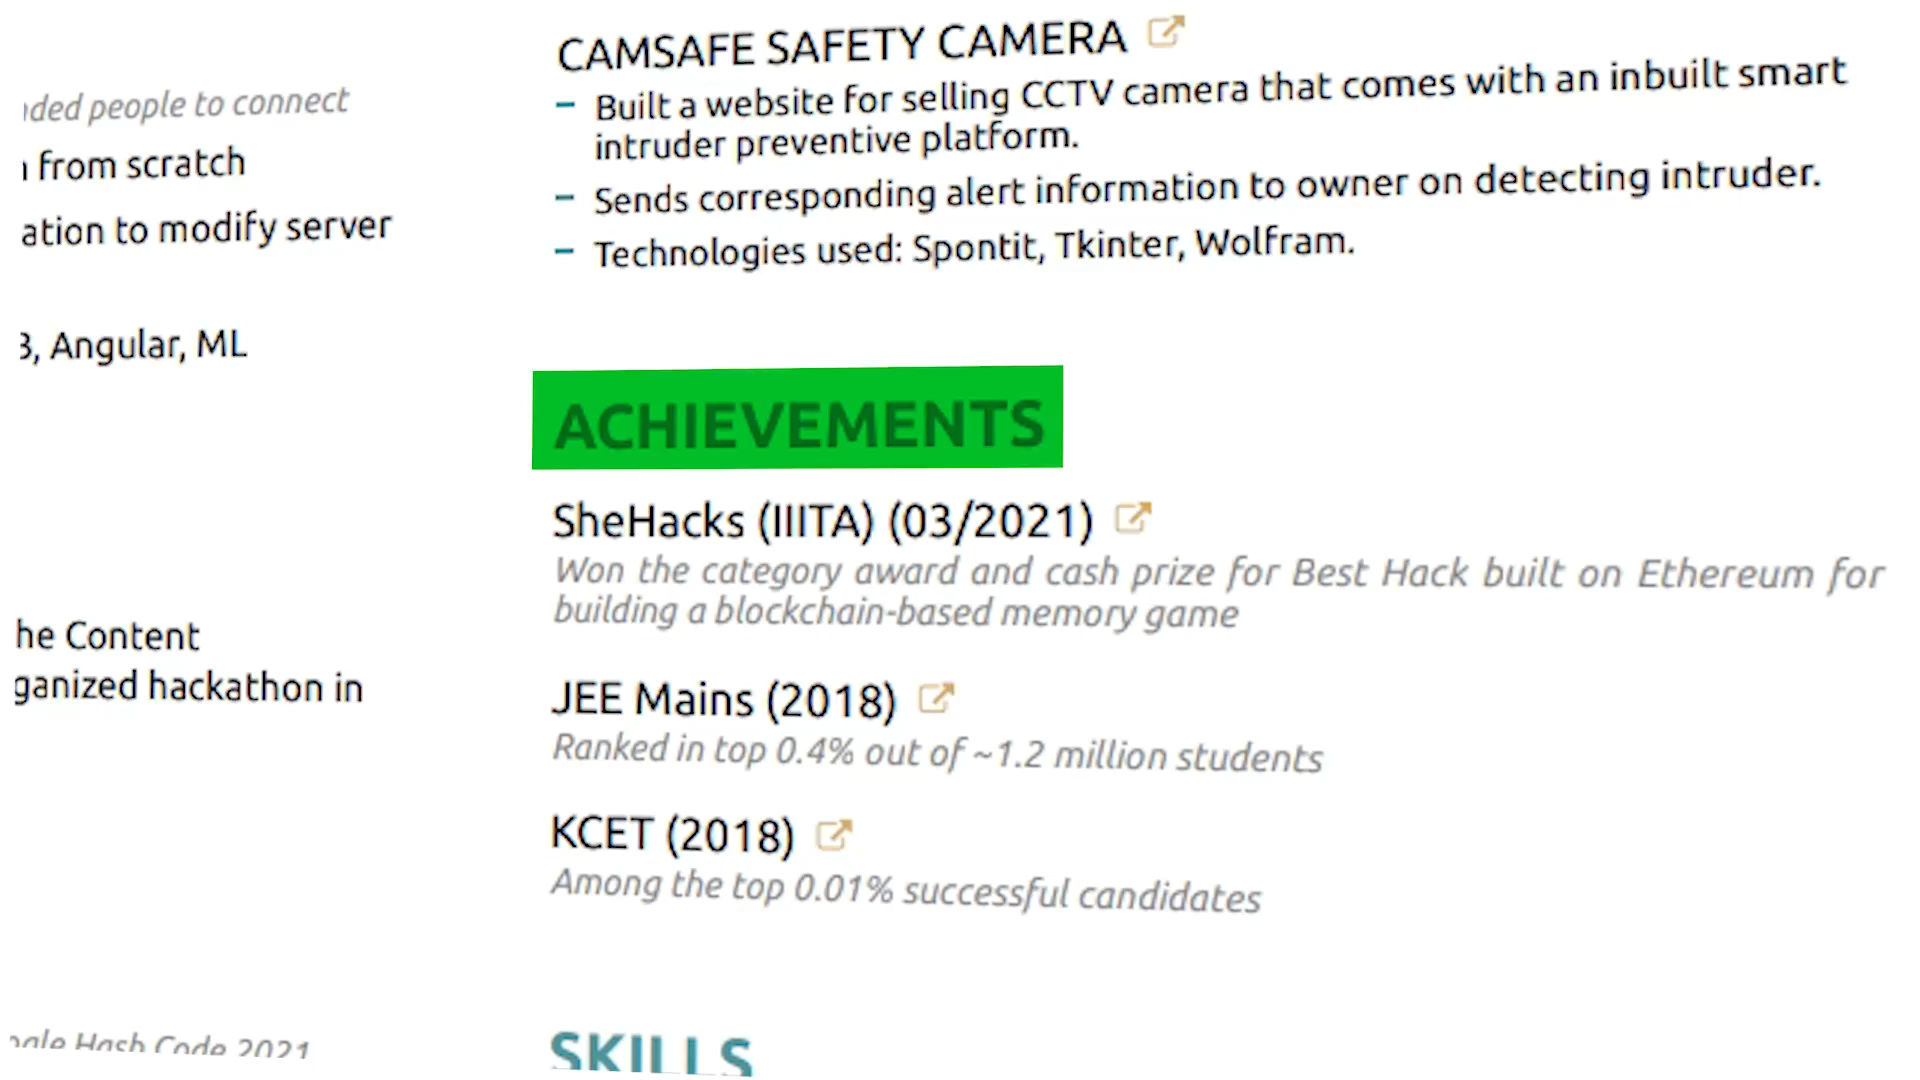 CAMSAFE SAFETY CAMERA
– Built a website for selling CCTV camera that comes with an inbuilt smart
intruder preventive platform.
– Sends corresponding alert information to owner on detecting intruder.
– Technologies used: Spontit, Tkinter, Wolfram.
ACHIEVEMENTS
SheHacks (IIITA) (03/2021)
Won the category award and cash prize for Best Hack built on Ethereum for
building a blockchain-based memory game
JEE Mains (2018)
Ranked in top 0.4% out of ~1.2 million students
KCET (2018)
Among the top 0.01% successful candidates
SKILLS
people to connect
from scratch
to modify server
, Angular, ML
Content
hackathon in
Hash Code 2021